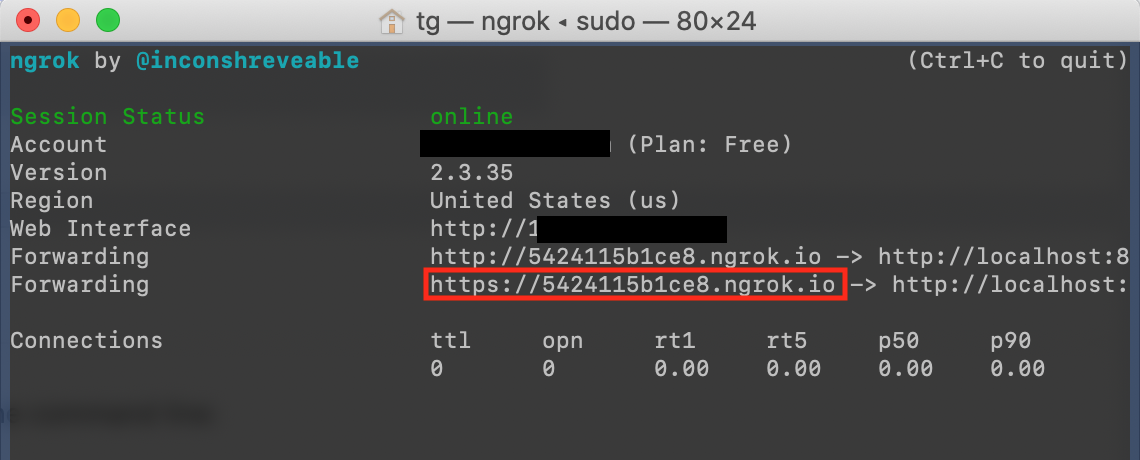 tg — ngrok ◂ sudo — 80×24
ngrok by @inconshreveable (Ctrl+C to quit)
Session Status online
Account (Plan: Free)
Version 2.3.35
Region United States (us)
Web Interface http://1
Forwarding http://5424115b1ce8.ngrok.io -> http://localhost:8
Forwarding https://5424115b1ce8.ngrok.io -> http://localhost:
Connections ttl opn rt1 rt5 p50 p90
0 0 0.00 0.00 0.00 0.00